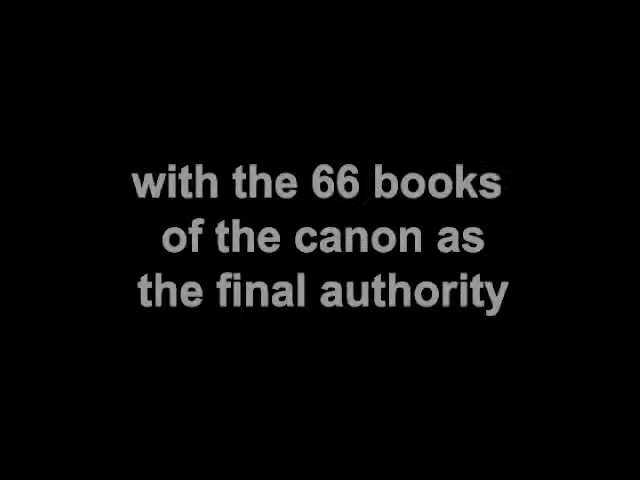 with the 66 books
of the canon as
the final authority